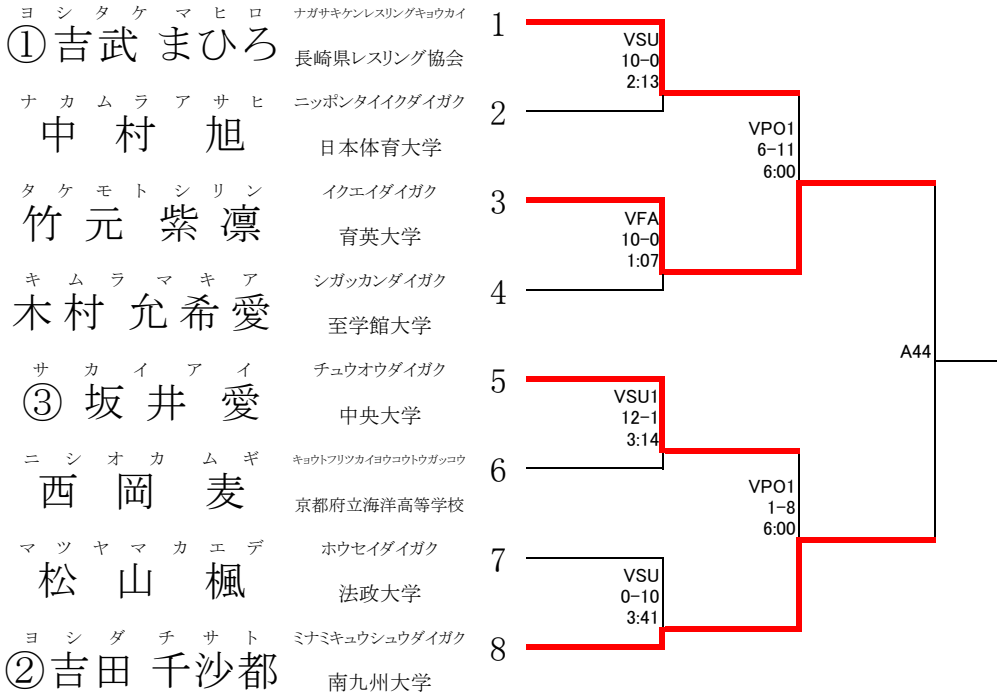 ヨシタケマヒロ ナガサキケンレスリングキョウカイ
①吉武 まひろ 長崎県レスリング協会 1
ナカムラアサヒ ニッポンタイイクダイガク
中村 旭 日本体育大学 2
タケモトシリン イクエイダイガク
竹元 紫凛 育英大学 3
キムラマキア シガッカンダイガク
木村 允希愛 至学館大学 4
サカイアイ チュウオウダイガク
③坂井 愛 中央大学 5
ニシオカムギ キョウトフリツカイヨウコウトウガッコウ
西岡 麦 京都府立海洋高等学校 6
マツヤマカエデ ホウセイダイガク
松山 楓 法政大学 7
ヨシダチサト ミナミキュウシュウダイガク
②吉田 千沙都 南九州大学 8
VSU
10-0
2:13
VFA
10-0
1:07
VSU1
12-1
3:14
VSU
0-10
3:41
VPO1
6-11
6:00
VPO1
1-8
6:00
A44